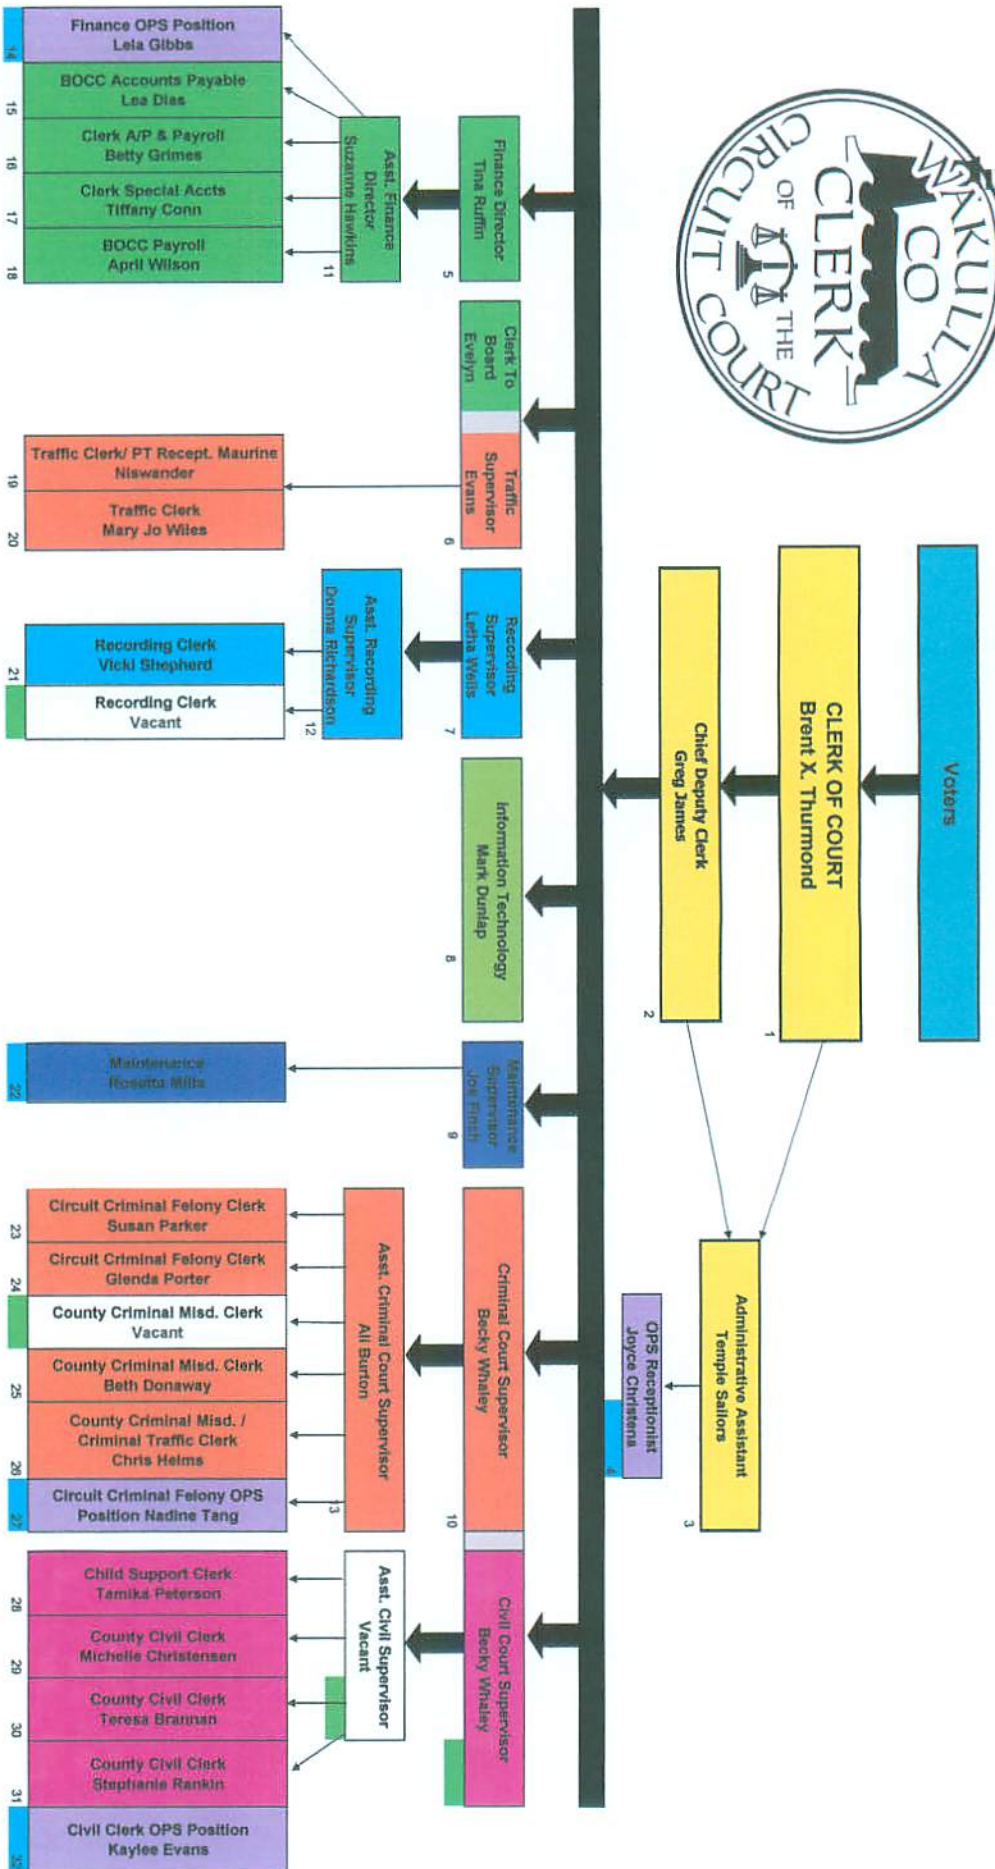 WAKULLA
CO
CLERK
OF THE
CIRCUIT COURT
Voters
CLERK OF COURT
Brent X. Thurmond
1
Chief Deputy Clerk
Greg James
2
Administrative Assistant
Temple Sailors
3
OPS Receptionist
Joyce Christens
4
Finance Director
Tina Ruffin
5
Clerk To
Board
Evelyn
Traffic
Supervisor
Evans
6
Recording
Supervisor
Letha Wells
7
Information Technology
Mark Dunlap
8
Maintenance
Supervisor
Joe Finch
9
Criminal Court Supervisor
Becky Whaley
10
Civil Court Supervisor
Becky Whaley
Asst. Finance
Director
Suzanne Hawkins
11
Asst. Recording
Supervisor
Donna Richardson
12
Asst. Criminal Court Supervisor
Ali Burton
13
Asst. Civil Supervisor
Vacant
Finance OPS Position
Lela Gibbs
14
BOCC Accounts Payable
Lea Dias
15
Clerk A/P & Payroll
Betty Grimes
16
Clerk Special Accts
Tiffany Conn
17
BOCC Payroll
April Wilson
18
Traffic Clerk/ PT Recept. Maurine
Niswander
19
Traffic Clerk
Mary Jo Wiles
20
Recording Clerk
Vicki Shepherd
21
Recording Clerk
Vacant
Maintenance
Rosetta Mills
22
Circuit Criminal Felony Clerk
Susan Parker
23
Circuit Criminal Felony Clerk
Glenda Porter
24
County Criminal Misd. Clerk
Vacant
County Criminal Misd. Clerk
Beth Donaway
25
County Criminal Misd. /
Criminal Traffic Clerk
Chris Helms
26
Circuit Criminal Felony OPS
Position Nadine Tang
27
Child Support Clerk
Tamika Peterson
28
County Civil Clerk
Michelle Christensen
29
County Civil Clerk
Teresa Brannan
30
County Civil Clerk
Stephanie Rankin
31
Civil Clerk OPS Position
Kaylee Evans
32